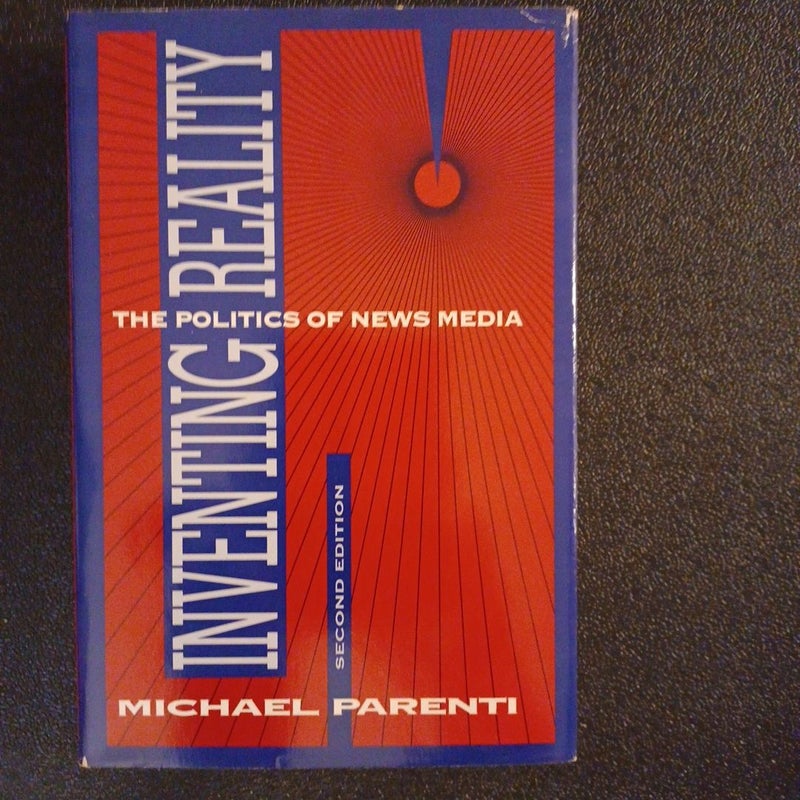 INVENTING REALITY
THE POLITICS OF NEWS MEDIA
SECOND EDITION
MICHAEL PARENTI